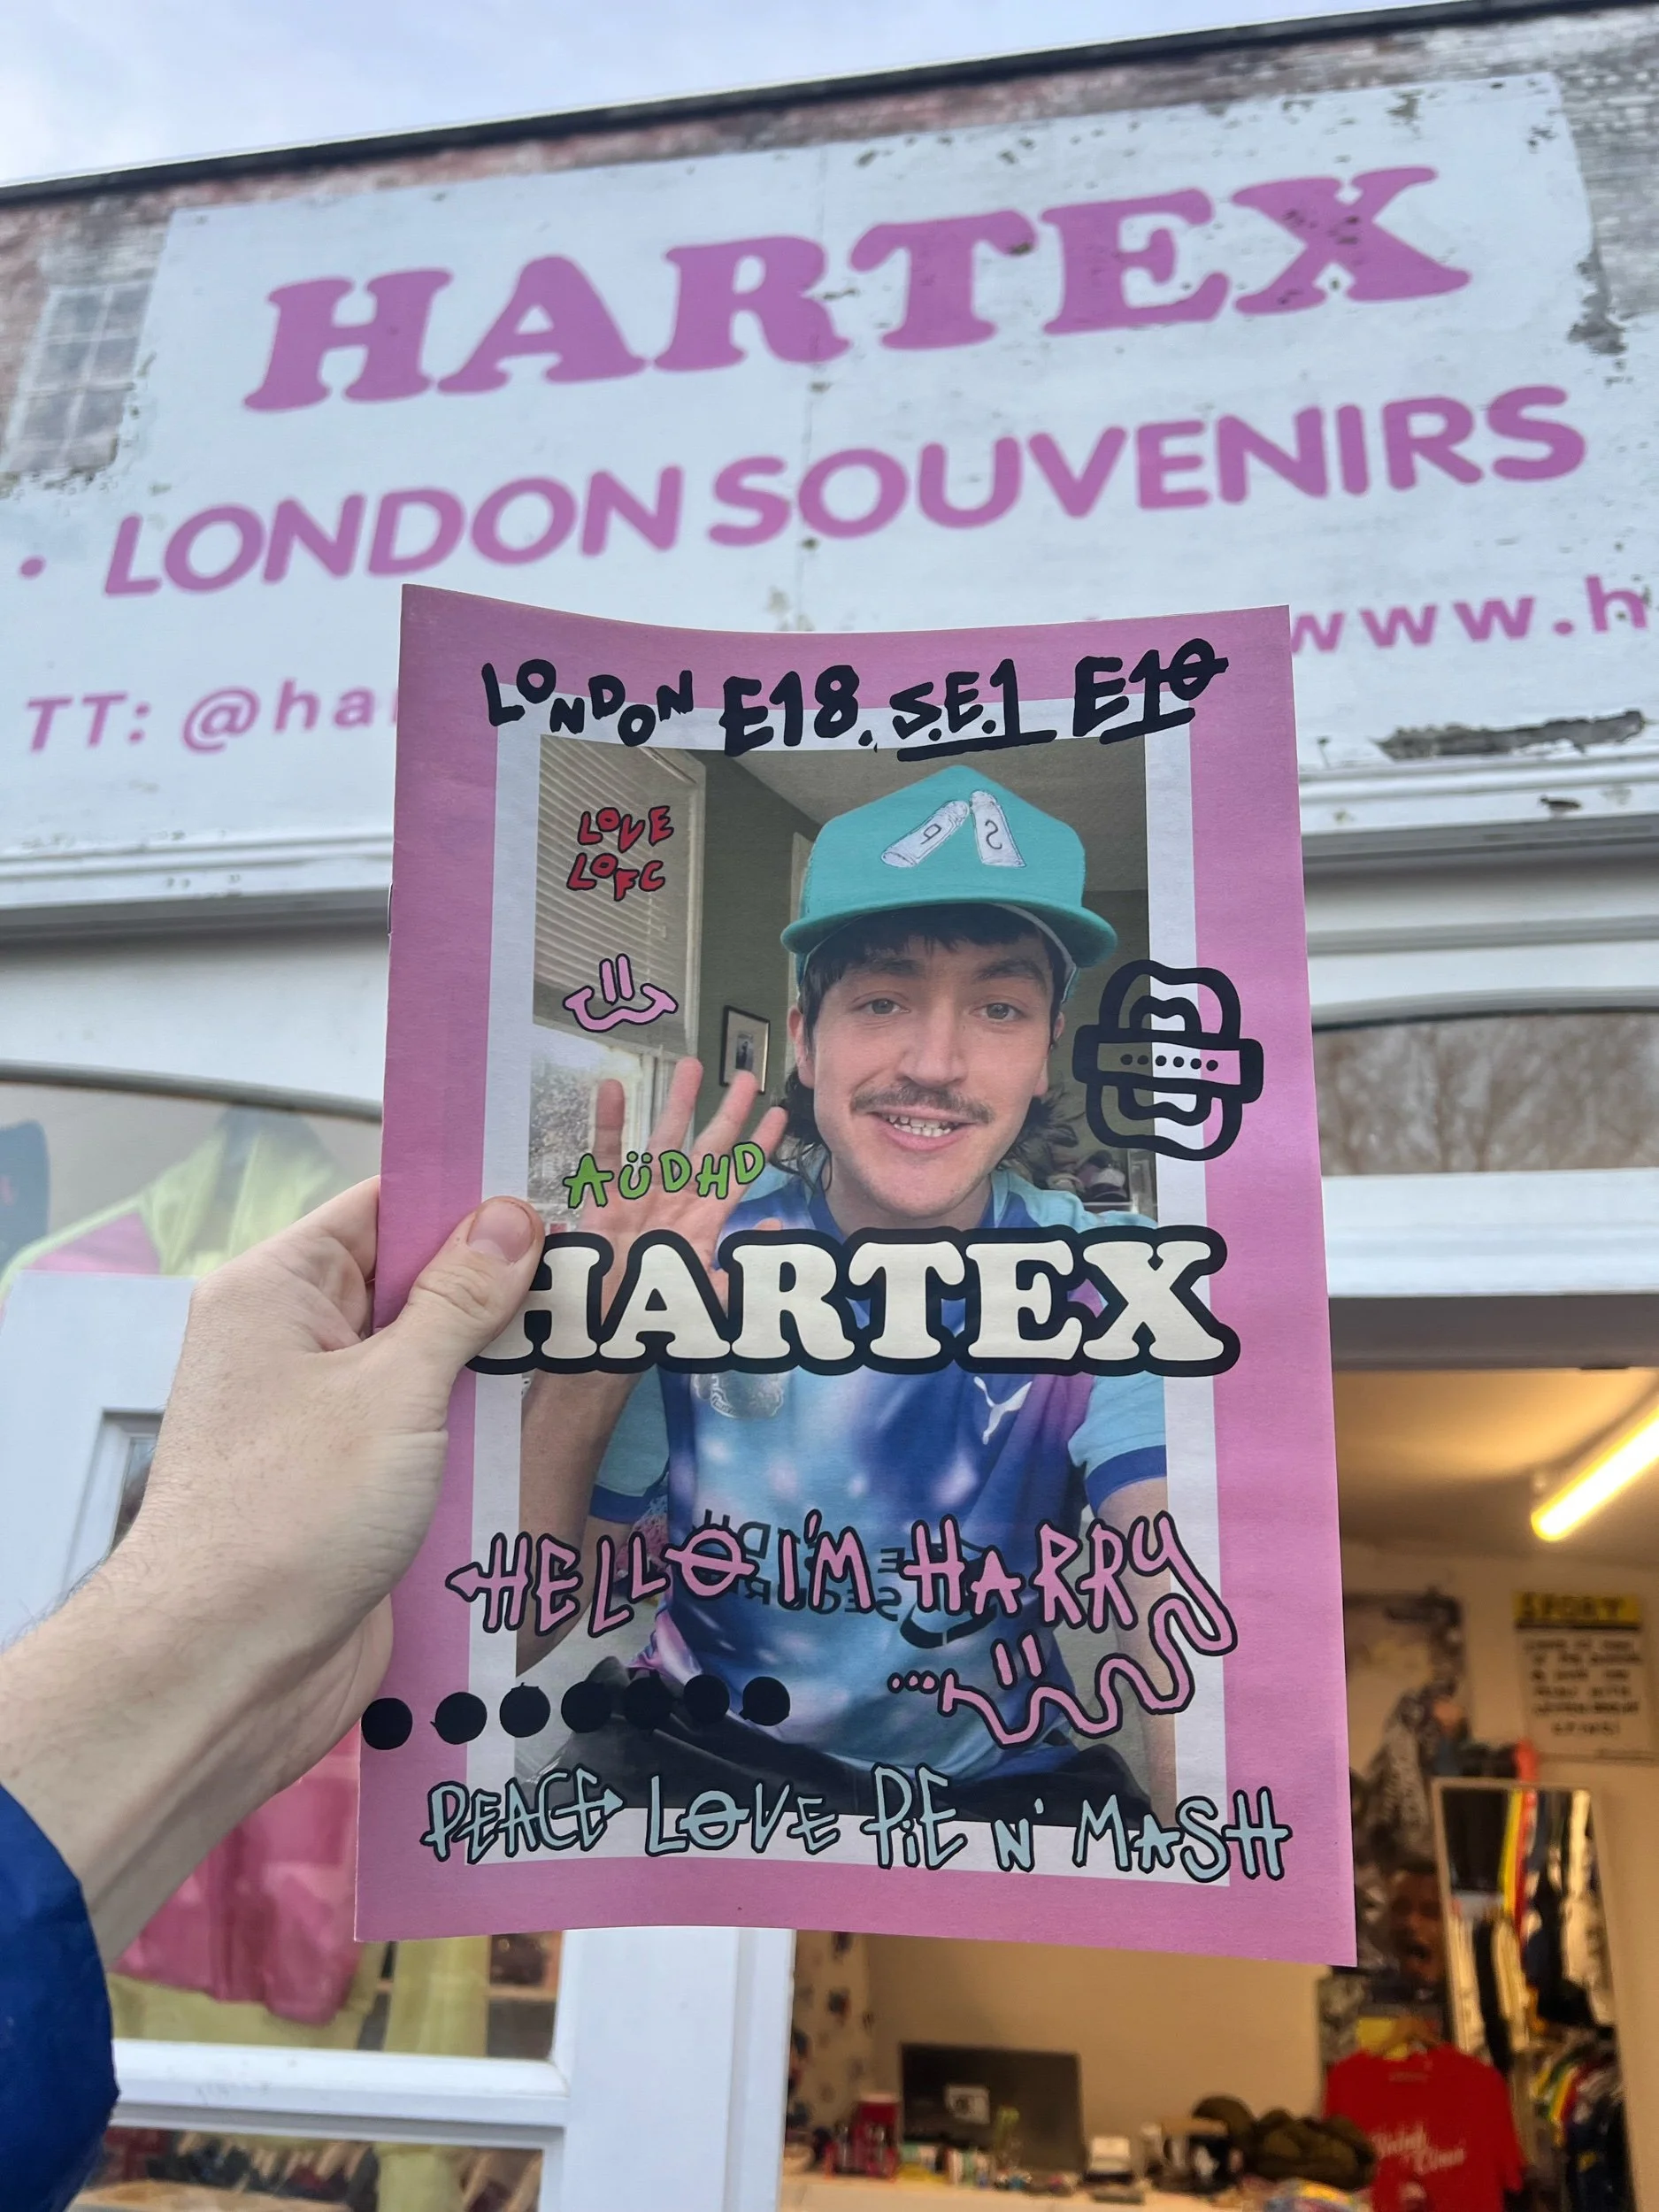 HARTEX
• LONDON SOUVENIRS
TT: @ha
www.h
LONDON E18. S.E.1 E10
LOVE
LOFC
P S
AÜDHD
HARTEX
HELLO I'M HARRY
PEACE LOVE PIE N' MASH
SPORT